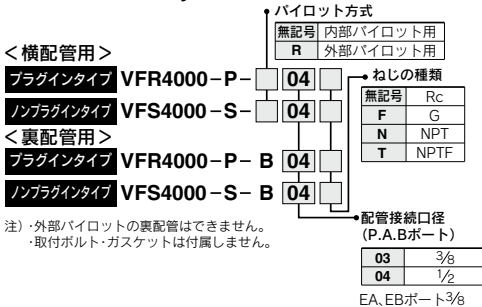 パイロット方式
無記号 内部パイロット用
R 外部パイロット用
＜横配管用＞
プラグインタイプ VFR4000-P- 04
ノンプラグインタイプ VFS4000-S- 04
＜裏配管用＞
プラグインタイプ VFR4000-P- B 04
ノンプラグインタイプ VFS4000-S- B 04
ねじの種類
無記号 Rc
F G
N NPT
T NPTF
注）・外部パイロットの裏配管はできません。
・取付ボルト・ガスケットは付属しません。
配管接続口径
(P.A.Bポート)
03 3/8
04 1/2
EA、EBポート3/8